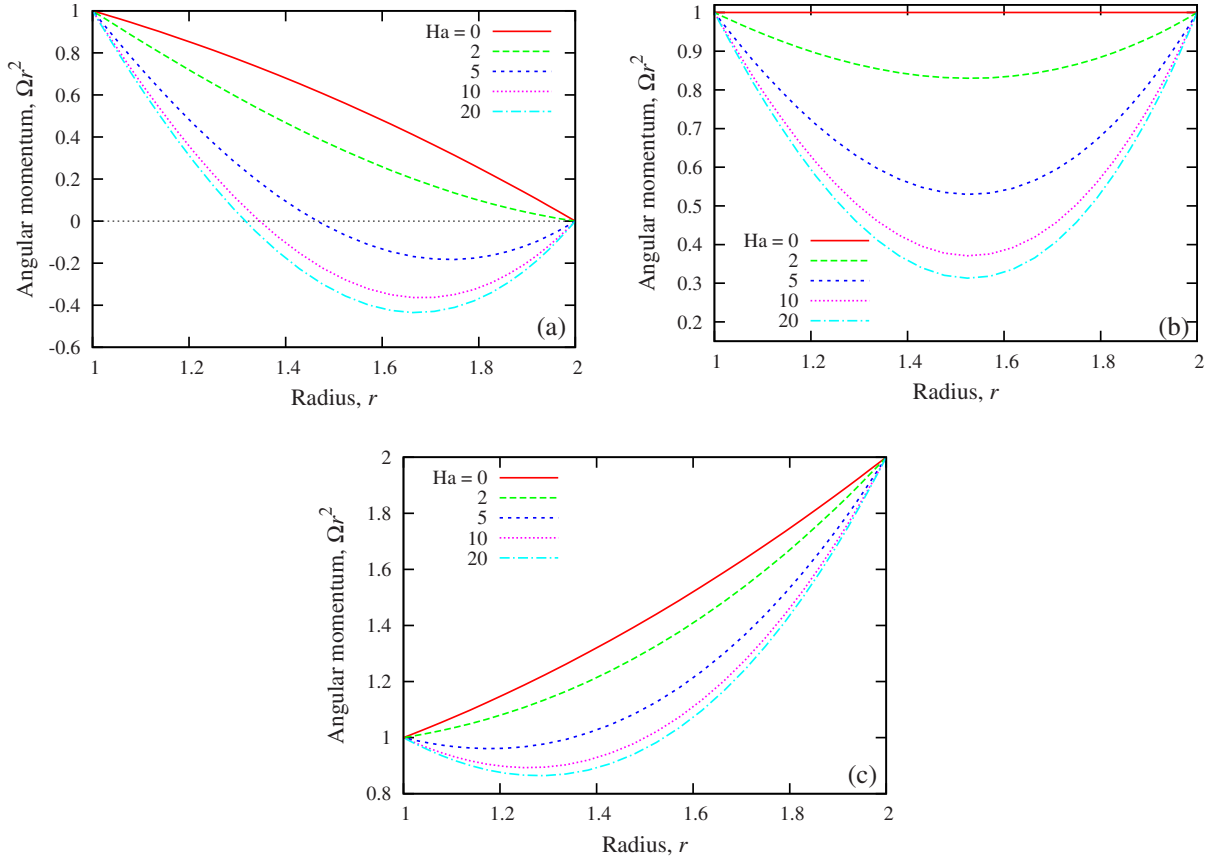 Angular momentum, Ωr²
1
0.8
0.6
0.4
0.2
0
-0.2
-0.4
-0.6
Ha = 0
2
5
10
20
(a)
1 1.2 1.4 1.6 1.8 2
Radius, r
Angular momentum, Ωr²
1
0.9
0.8
0.7
0.6
0.5
0.4
0.3
0.2
Ha = 0
2
5
10
20
(b)
1 1.2 1.4 1.6 1.8 2
Radius, r
Angular momentum, Ωr²
2
1.8
1.6
1.4
1.2
1
0.8
Ha = 0
2
5
10
20
(c)
1 1.2 1.4 1.6 1.8 2
Radius, r